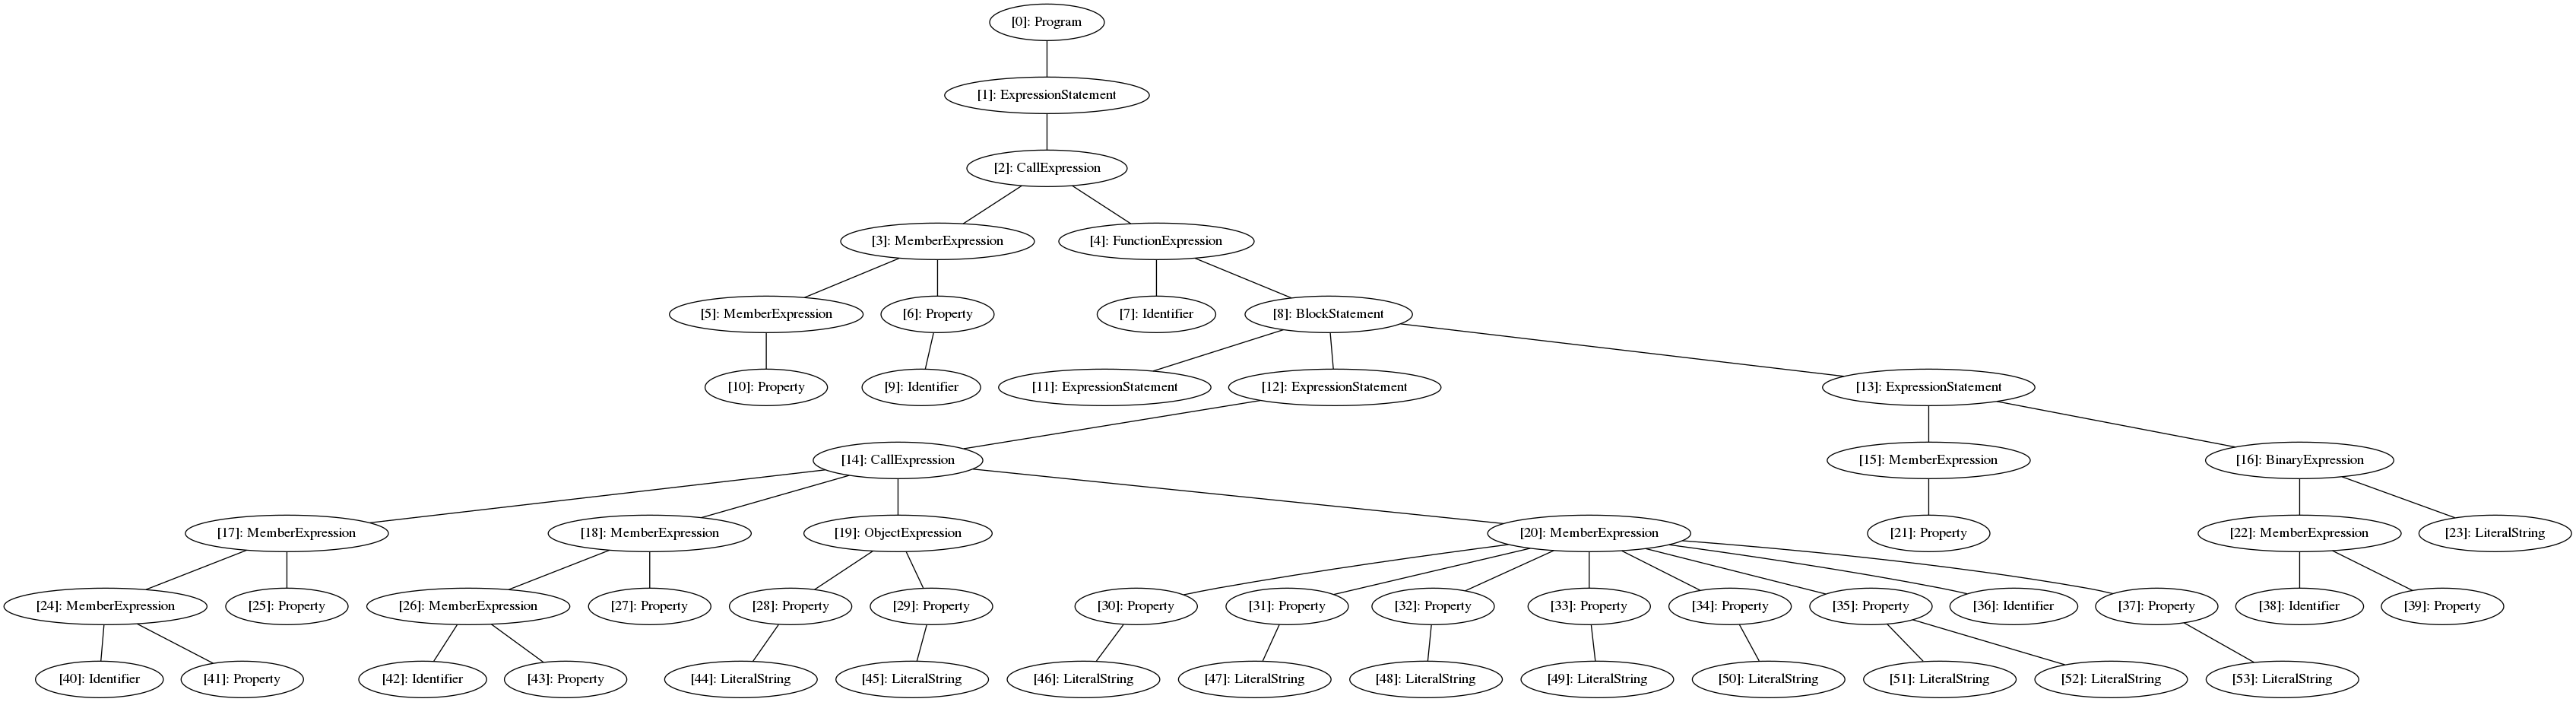 [0]: Program
[1]: ExpressionStatement
[2]: CallExpression
[3]: MemberExpression
[4]: FunctionExpression
[5]: MemberExpression
[6]: Property
[7]: Identifier
[8]: BlockStatement
[10]: Property
[9]: Identifier
[11]: ExpressionStatement
[12]: ExpressionStatement
[13]: ExpressionStatement
[14]: CallExpression
[15]: MemberExpression
[16]: BinaryExpression
[17]: MemberExpression
[18]: MemberExpression
[19]: ObjectExpression
[20]: MemberExpression
[21]: Property
[22]: MemberExpression
[23]: LiteralString
[24]: MemberExpression
[25]: Property
[26]: MemberExpression
[27]: Property
[28]: Property
[29]: Property
[30]: Property
[31]: Property
[32]: Property
[33]: Property
[34]: Property
[35]: Property
[36]: Identifier
[37]: Property
[38]: Identifier
[39]: Property
[40]: Identifier
[41]: Property
[42]: Identifier
[43]: Property
[44]: LiteralString
[45]: LiteralString
[46]: LiteralString
[47]: LiteralString
[48]: LiteralString
[49]: LiteralString
[50]: LiteralString
[51]: LiteralString
[52]: LiteralString
[53]: LiteralString